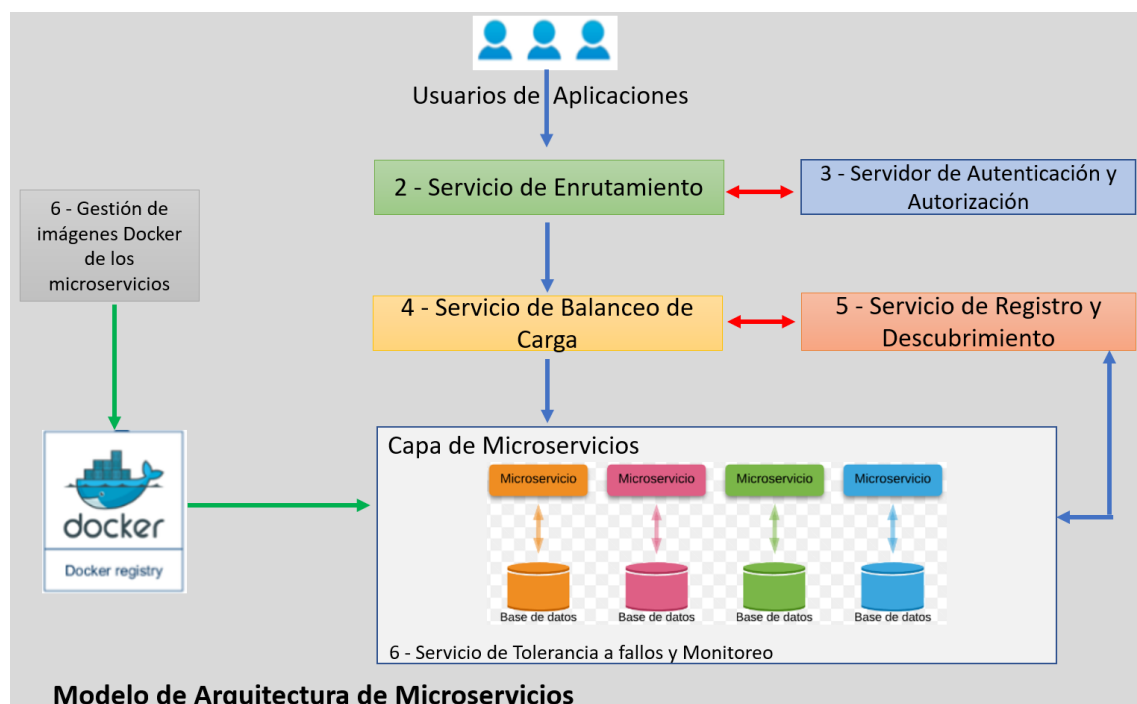 Usuarios de Aplicaciones
2 - Servicio de Enrutamiento
3 - Servidor de Autenticación y
Autorización
6 - Gestión de
imágenes Docker
de los
microservicios
4 - Servicio de Balanceo de
Carga
5 - Servicio de Registro y
Descubrimiento
docker
Docker registry
Capa de Microservicios
Microservicio
Microservicio
Microservicio
Microservicio
Base de datos
Base de datos
Base de datos
Base de datos
6 - Servicio de Tolerancia a fallos y Monitoreo
Modelo de Arquitectura de Microservicios